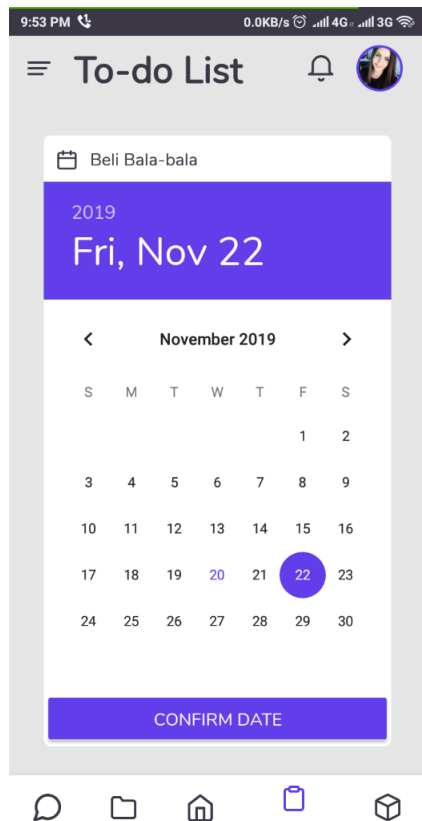 9:53 PM 0.0KB/s 4G 3G
To-do List
Beli Bala-bala
2019
Fri, Nov 22
November 2019
S M T W T F S
1 2
3 4 5 6 7 8 9
10 11 12 13 14 15 16
17 18 19 20 21 22 23
24 25 26 27 28 29 30
CONFIRM DATE